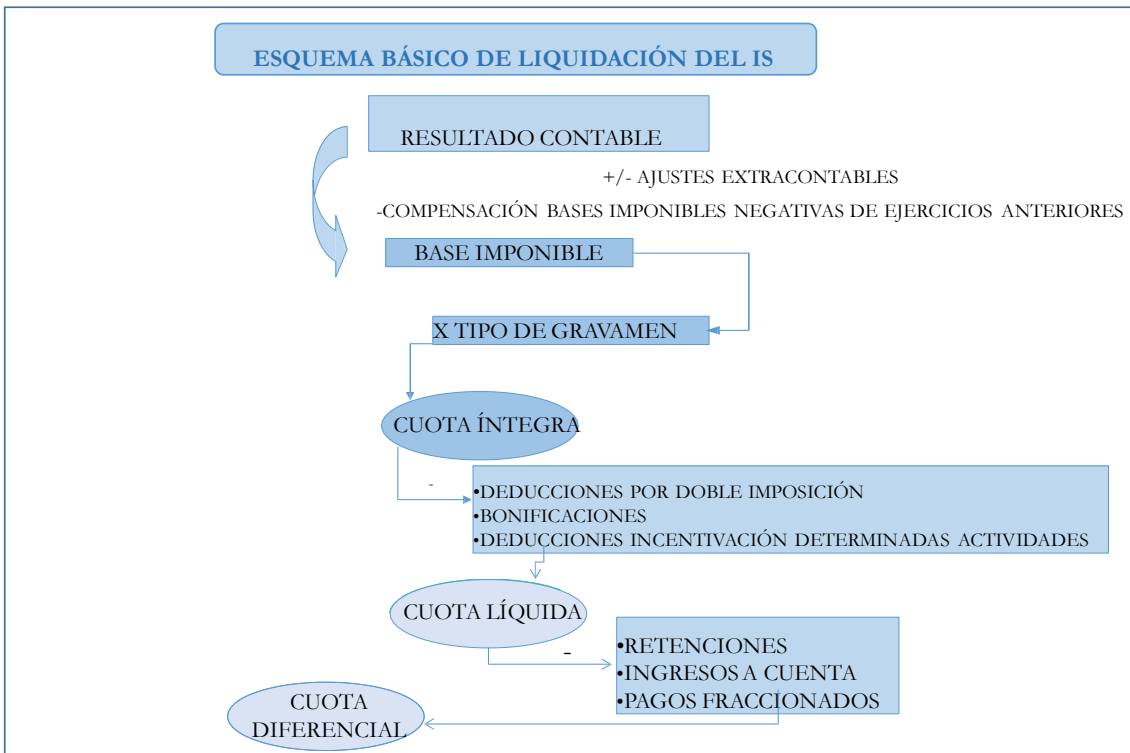 ESQUEMA BÁSICO DE LIQUIDACIÓN DEL IS
RESULTADO CONTABLE
+/- AJUSTES EXTRACONTABLES
-COMPENSACIÓN BASES IMPONIBLES NEGATIVAS DE EJERCICIOS ANTERIORES
BASE IMPONIBLE
X TIPO DE GRAVAMEN
CUOTA ÍNTEGRA
-
•DEDUCCIONES POR DOBLE IMPOSICIÓN
•BONIFICACIONES
•DEDUCCIONES INCENTIVACIÓN DETERMINADAS ACTIVIDADES
CUOTA LÍQUIDA
-
•RETENCIONES
•INGRESOS A CUENTA
•PAGOS FRACCIONADOS
CUOTA
DIFERENCIAL